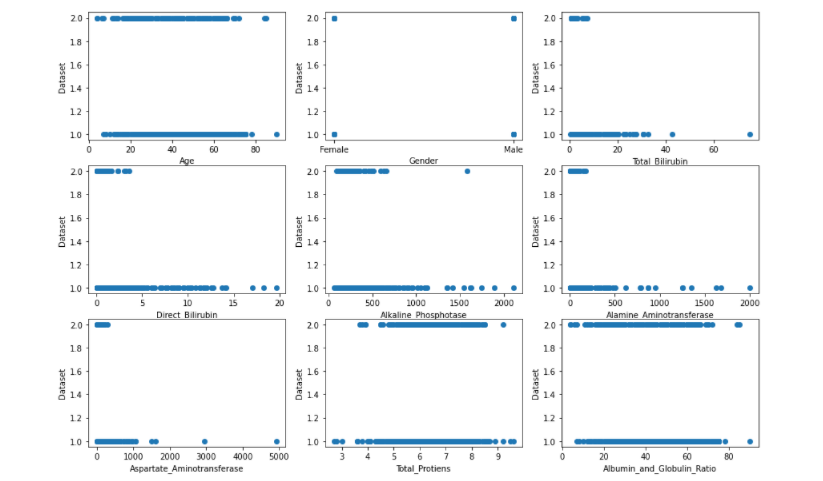 2.0 2.0 2.0
1.8 1.8 1.8
1.6 1.6 1.6
Dataset Dataset Dataset
1.4 1.4 1.4
1.2 1.2 1.2
1.0 1.0 1.0
0 20 40 60 80 Female Male 0 20 40 60
Age Gender Total_Bilirubin
2.0 2.0 2.0
1.8 1.8 1.8
1.6 1.6 1.6
Dataset Dataset Dataset
1.4 1.4 1.4
1.2 1.2 1.2
1.0 1.0 1.0
0 5 10 15 20 0 500 1000 1500 2000 0 500 1000 1500 2000
Direct_Bilirubin Alkaline_Phosphotase Alamine_Aminotransferase
2.0 2.0 2.0
1.8 1.8 1.8
1.6 1.6 1.6
Dataset Dataset Dataset
1.4 1.4 1.4
1.2 1.2 1.2
1.0 1.0 1.0
0 1000 2000 3000 4000 5000 3 4 5 6 7 8 9 0 20 40 60 80
Aspartate_Aminotransferase Total_Protiens Albumin_and_Globulin_Ratio